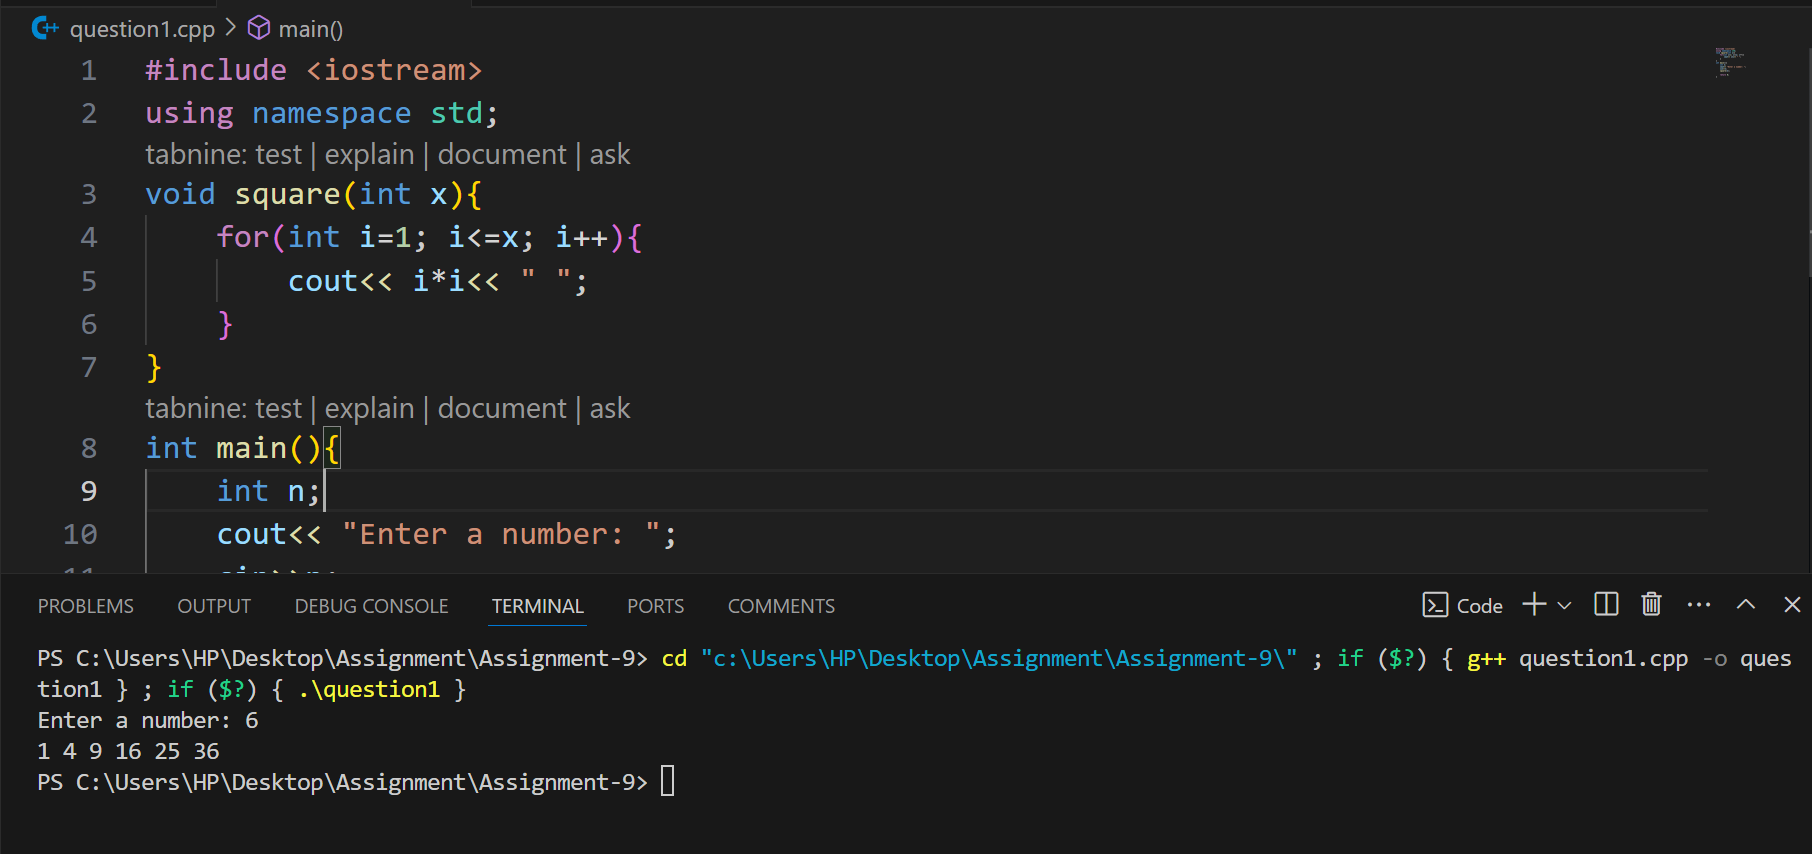 question1.cpp > main()
1 #include <iostream>
2 using namespace std;
tabnine: test | explain | document | ask
3 void square(int x){
4 for(int i=1; i<=x; i++){
5 cout<< i*i<< " ";
6 }
7 }
tabnine: test | explain | document | ask
8 int main(){
9 int n;
10 cout<< "Enter a number: ";
11 cin>>n;
PROBLEMS OUTPUT DEBUG CONSOLE TERMINAL PORTS COMMENTS Code
PS C:\Users\HP\Desktop\Assignment\Assignment-9> cd "c:\Users\HP\Desktop\Assignment\Assignment-9\" ; if ($?) { g++ question1.cpp -o ques
tion1 } ; if ($?) { .\question1 }
Enter a number: 6
1 4 9 16 25 36
PS C:\Users\HP\Desktop\Assignment\Assignment-9>